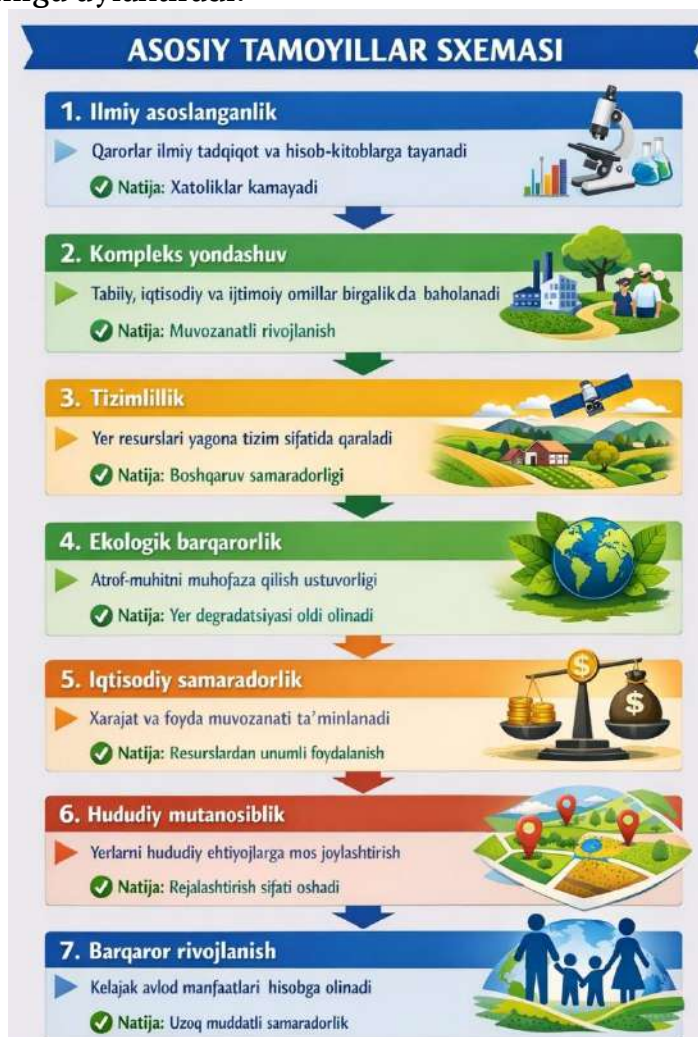 ASOSIY TAMOYILLAR SXEMASI
1. Ilmiy asoslanganlik
Qarorlar ilmiy tadqiqot va hisob-kitoblarga tayanadi
Natija: Xatoliklar kamayadi
2. Kompleks yondashuv
Tabily, iqtisodiy va ijtimoiy omillar birgalikda baholanadi
Natija: Muvozanatli rivojlanish
3. Tizimlillik
Yer resurslari yagona tizim sifatida qaraladi
Natija: Boshqaruv samaradorligi
4. Ekologik barqarorlik
Atrof-muhitni muhofaza qilish ustuvorligi
Natija: Yer degradatsiyasi oldi olinadi
5. Iqtisodiy samaradorlik
Xarajat va foyda muvozanati ta'minlanadi
$
$
Natija: Resurslardan unumli foydalanish
6. Hududiy mutanosiblik
Yerlarni hududiy ehtiyojlarga mos joylashtirish
Natija: Rejalashtirish sifati oshadi
7. Barqaror rivojlanish
Kelajak avlod manfaatlari hisobga olinadi
Natija: Uzoq muddatli samaradorlik